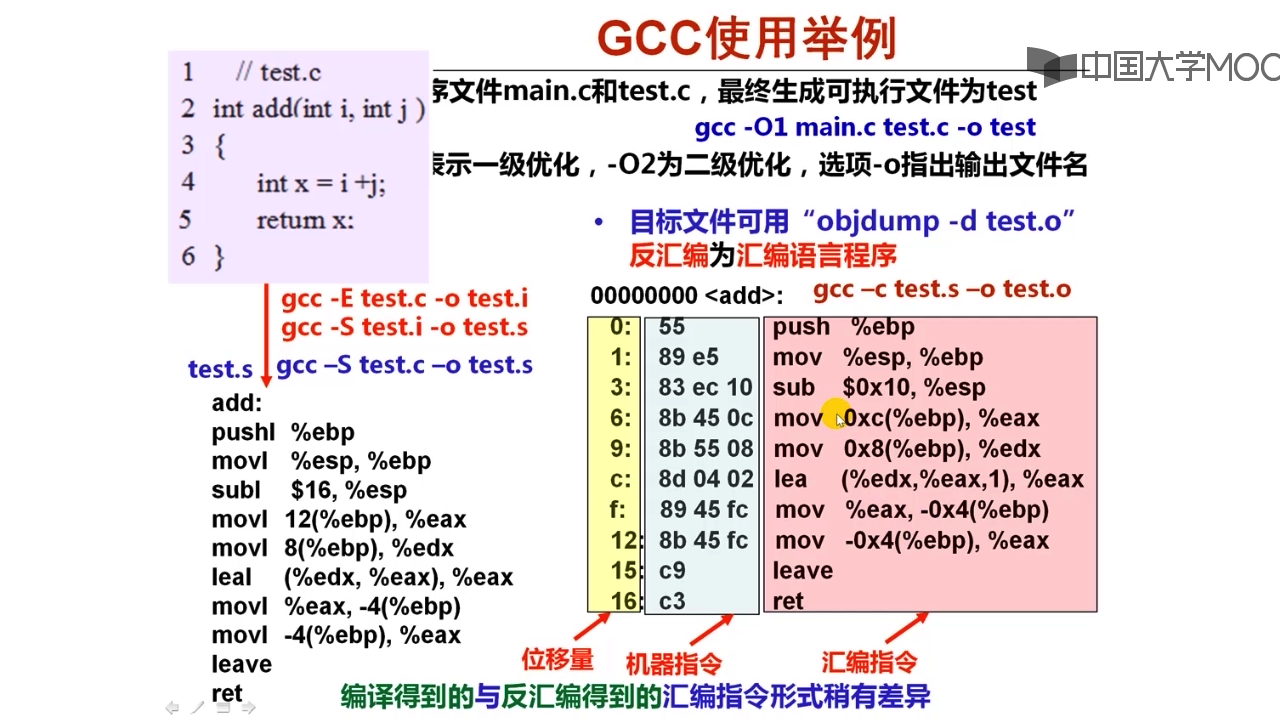 GCC使用举例
中国大学MOO
1 // test.c
2 int add(int i, int j )
3 {
4 int x = i +j;
5 return x:
6 }
序文件main.c和test.c，最终生成可执行文件为test
gcc -O1 main.c test.c -o test
表示一级优化，-O2为二级优化，选项-o指出输出文件名
• 目标文件可用“objdump -d test.o”
反汇编为汇编语言程序
gcc -E test.c -o test.i
gcc -S test.i -o test.s
test.s gcc –S test.c –o test.s
add:
pushl %ebp
movl %esp, %ebp
subl $16, %esp
movl 12(%ebp), %eax
movl 8(%ebp), %edx
leal (%edx, %eax), %eax
movl %eax, -4(%ebp)
movl -4(%ebp), %eax
leave
ret
00000000 <add>: gcc –c test.s –o test.o
0: 55 push %ebp
1: 89 e5 mov %esp, %ebp
3: 83 ec 10 sub $0x10, %esp
6: 8b 45 0c mov 0xc(%ebp), %eax
9: 8b 55 08 mov 0x8(%ebp), %edx
c: 8d 04 02 lea (%edx,%eax,1), %eax
f: 89 45 fc mov %eax, -0x4(%ebp)
12: 8b 45 fc mov -0x4(%ebp), %eax
15: c9 leave
16: c3 ret
位移量 机器指令 汇编指令
编译得到的与反汇编得到的汇编指令形式稍有差异